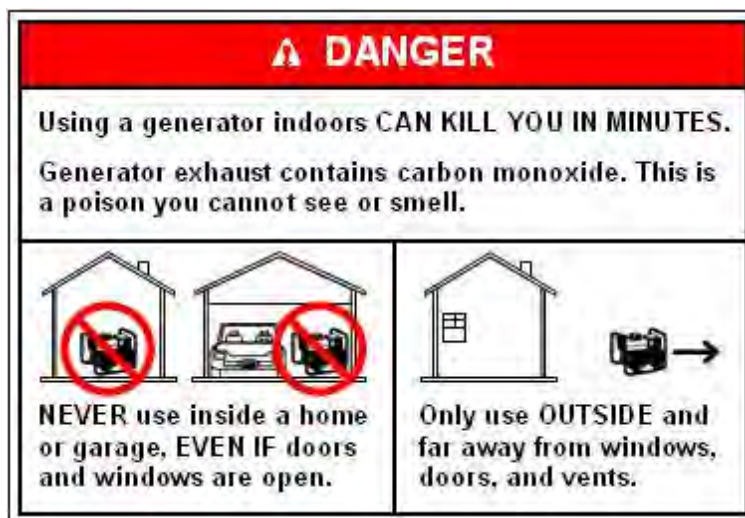 DANGER
Using a generator indoors CAN KILL YOU IN MINUTES.
Generator exhaust contains carbon monoxide. This is
a poison you cannot see or smell.
NEVER use inside a home
or garage, EVEN IF doors
and windows are open.
Only use OUTSIDE and
far away from windows,
doors, and vents.